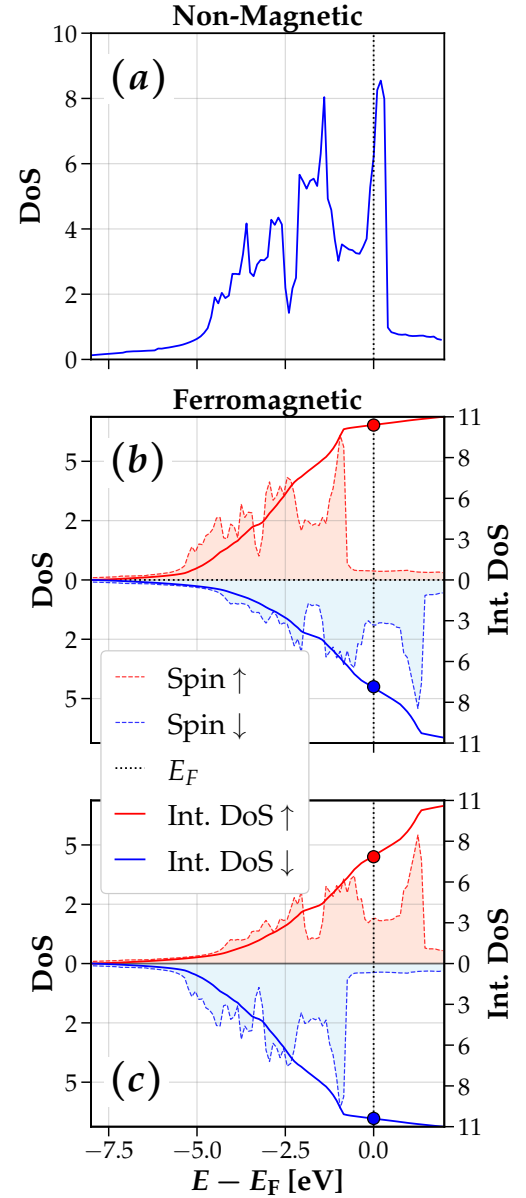 Non-Magnetic
(a)
DoS
10
8
6
4
2
0
Ferromagnetic
(b)
DoS
5
2
0
2
5
Int. DoS
11
9
6
3
0
3
6
8
11
Spin ↑
Spin ↓
E_F
Int. DoS ↑
Int. DoS ↓
(c)
DoS
5
2
0
2
5
Int. DoS
11
8
6
3
0
3
6
8
11
−7.5
−5.0
−2.5
0.0
E − E_F [eV]